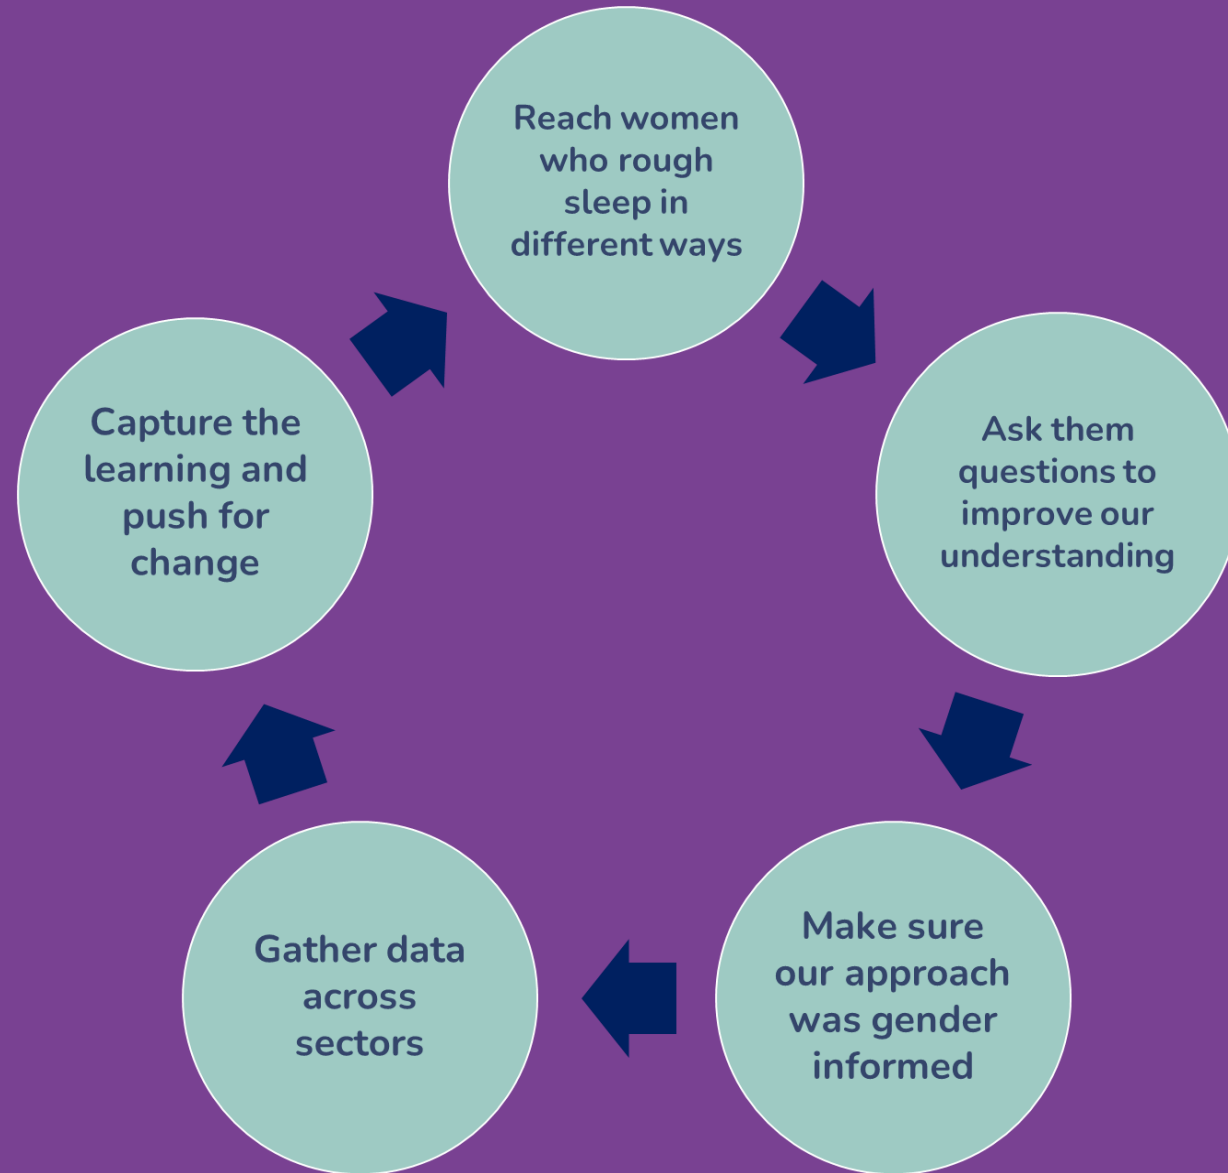 Reach women
who rough
sleep in
different ways
Ask them
questions to
improve our
understanding
Make sure
our approach
was gender
informed
Gather data
across
sectors
Capture the
learning and
push for
change